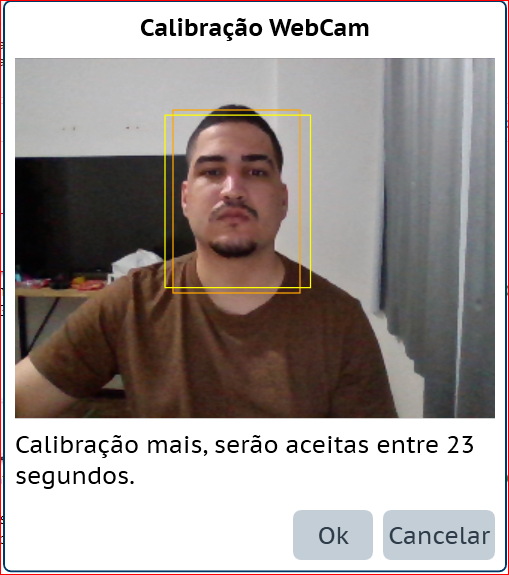 Calibração WebCam
Calibração mais, serão aceitas entre 23
segundos.
Ok
Cancelar